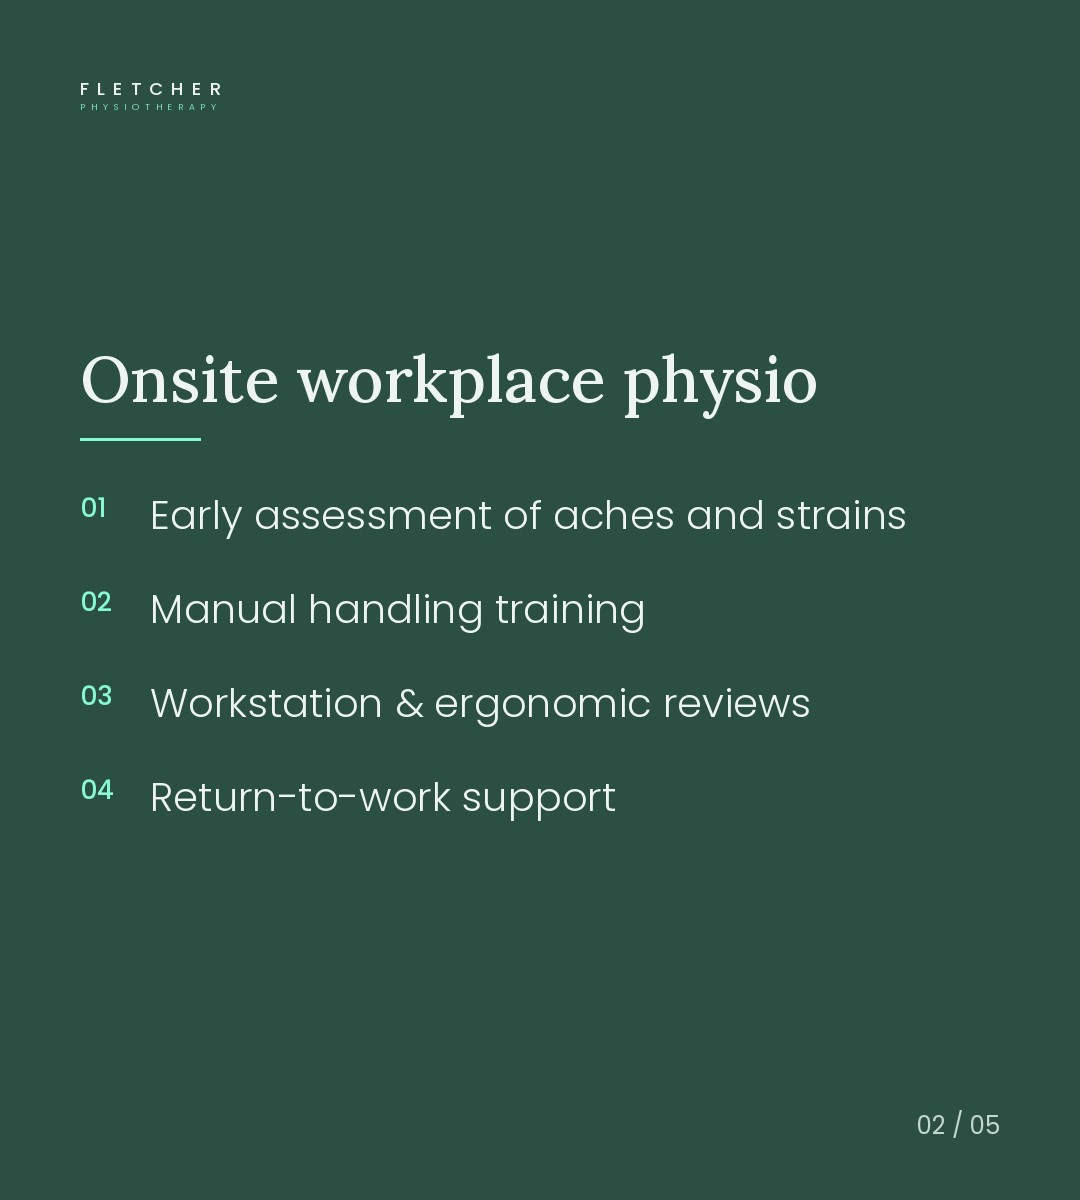 FLETCHER
PHYSIOTHERAPY
Onsite workplace physio
01 Early assessment of aches and strains
02 Manual handling training
03 Workstation & ergonomic reviews
04 Return-to-work support
02 / 05